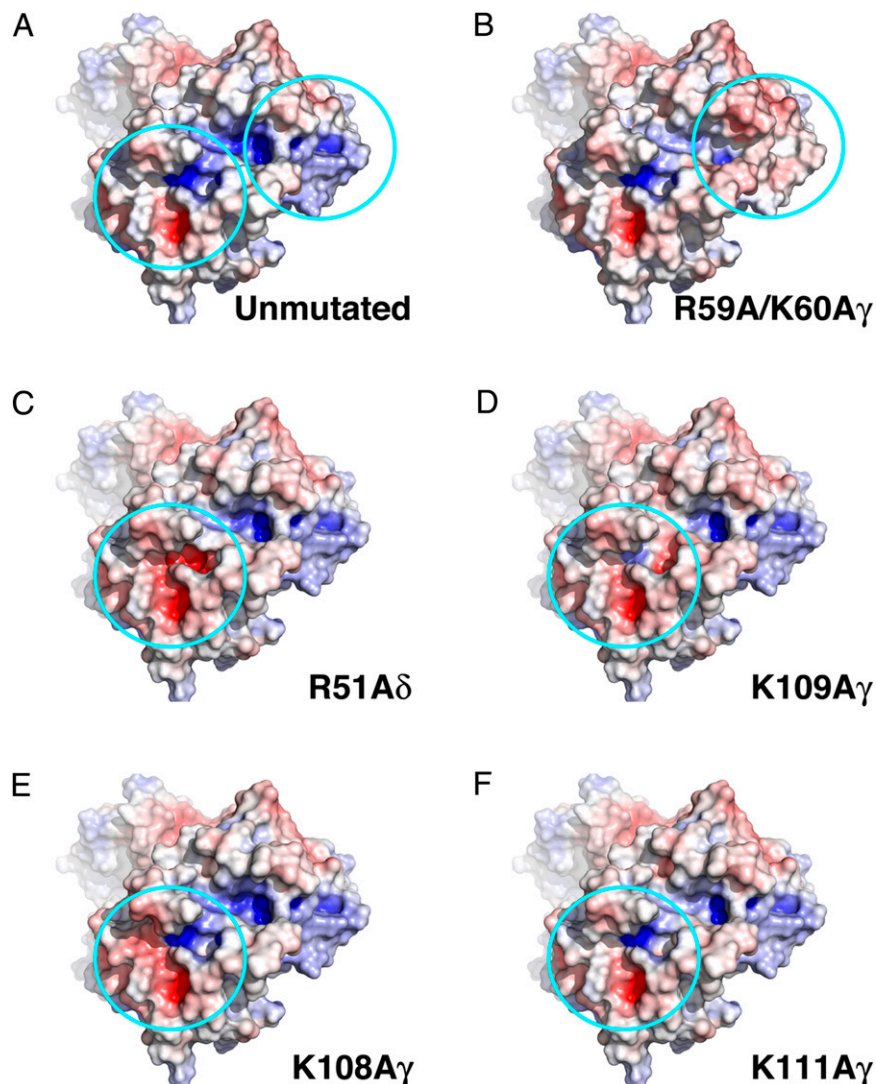 A
B
Unmutated
R59A/K60Aγ
C
D
R51Aδ
K109Aγ
E
F
K108Aγ
K111Aγ